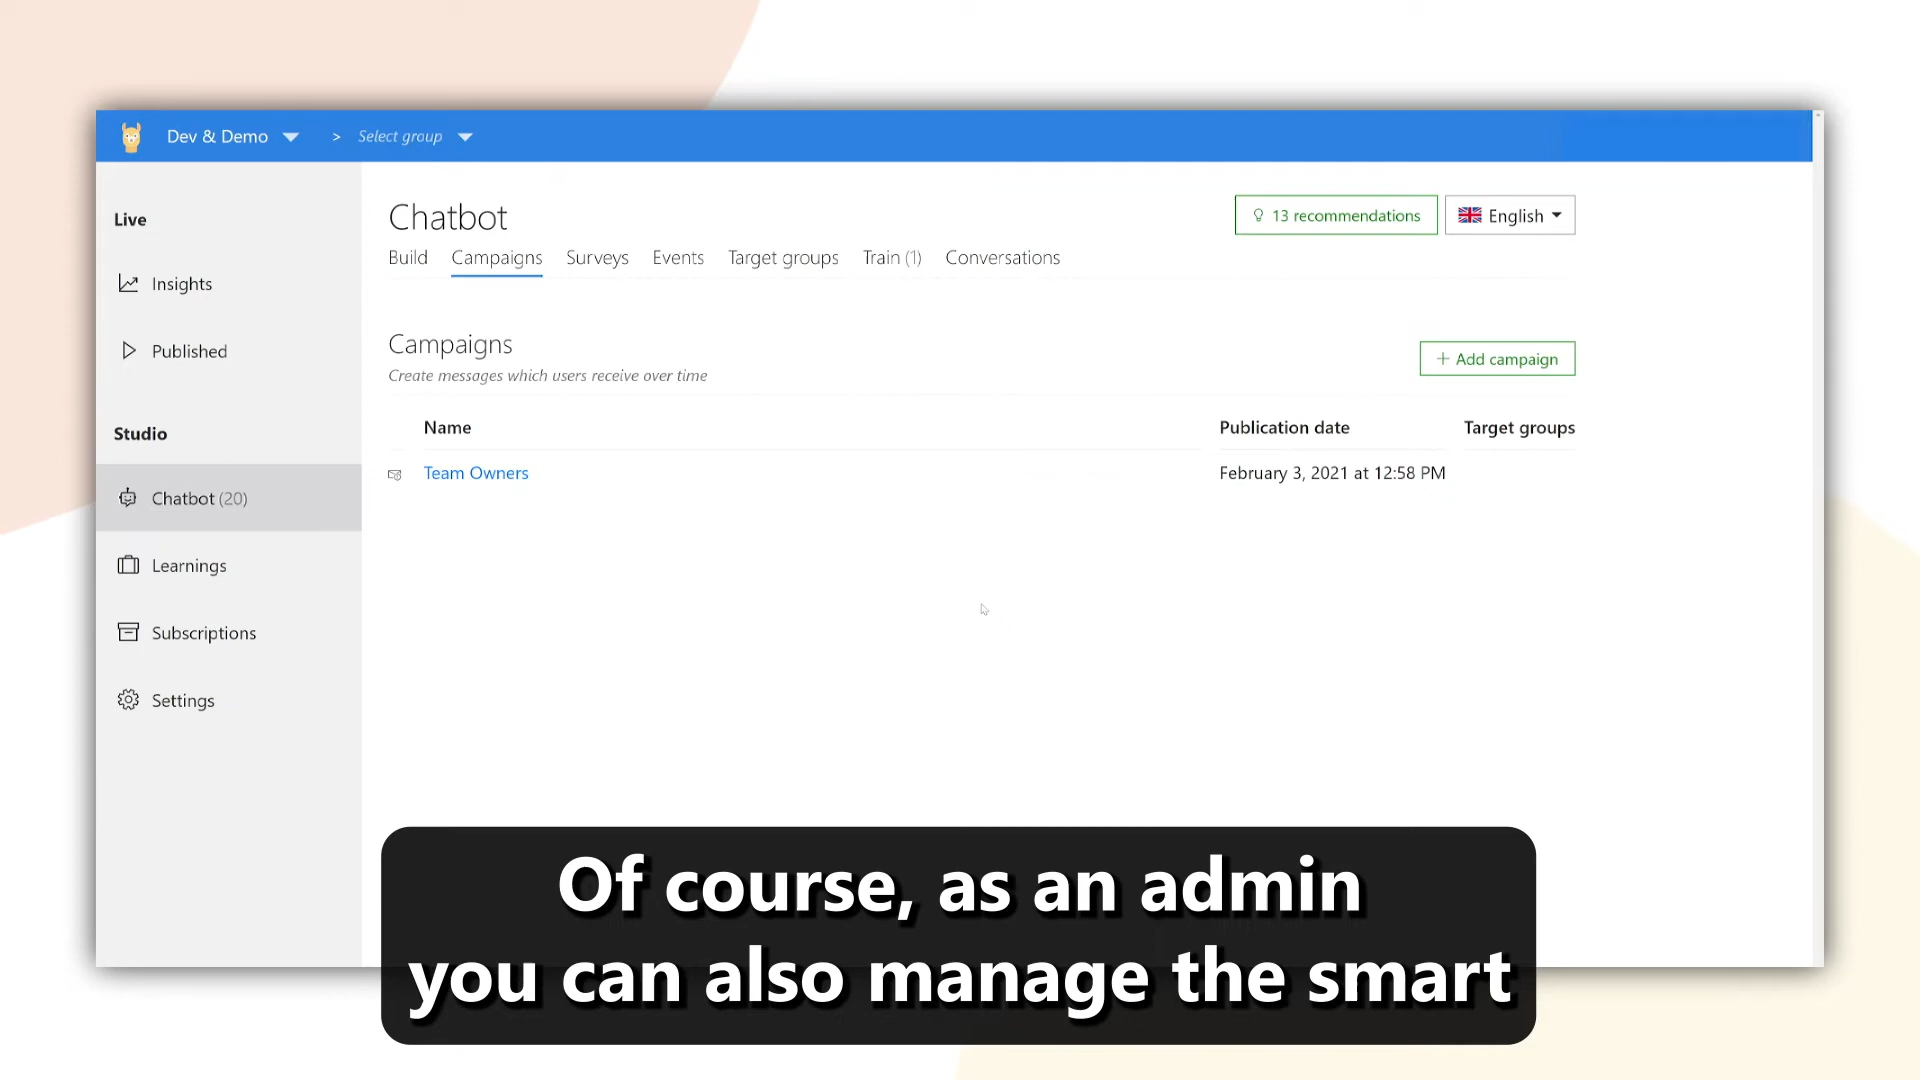 Dev & Demo > Select group
Live
Insights
Published
Studio
Chatbot (20)
Learnings
Subscriptions
Settings
Chatbot
13 recommendations
English
Build Campaigns Surveys Events Target groups Train (1) Conversations
Campaigns
Create messages which users receive over time
+ Add campaign
Name Publication date Target groups
Team Owners February 3, 2021 at 12:58 PM
Of course, as an admin
you can also manage the smart